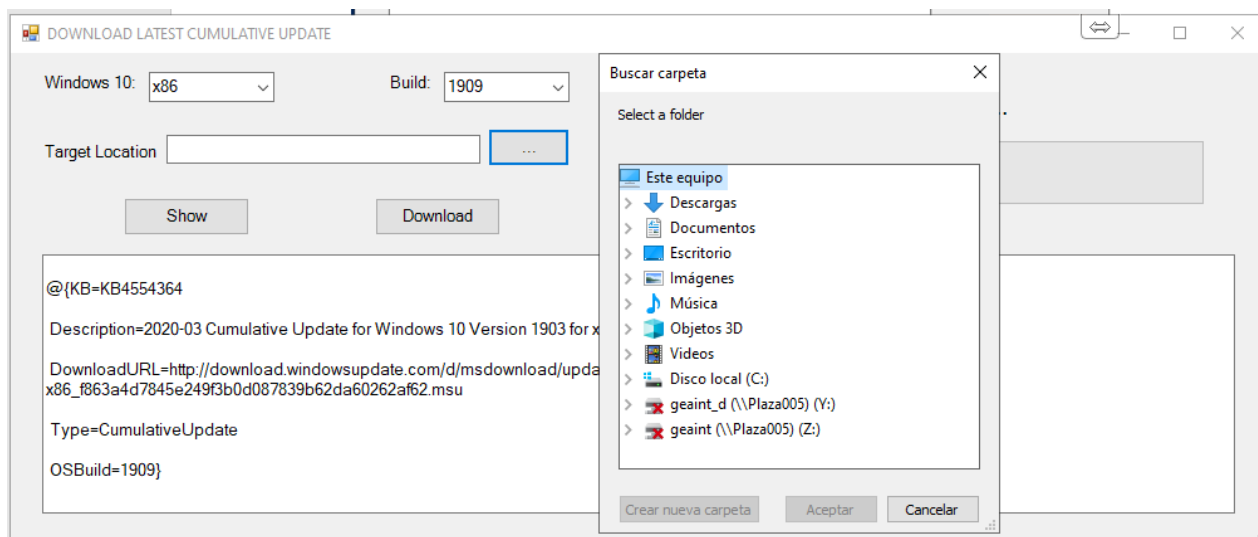 DOWNLOAD LATEST CUMULATIVE UPDATE
Windows 10: x86 Build: 1909
Target Location ...
Show Download
@{KB=KB4554364
Description=2020-03 Cumulative Update for Windows 10 Version 1903 for x
DownloadURL=http://download.windowsupdate.com/d/msdownload/upda
x86_f863a4d7845e249f3b0d087839b62da60262af62.msu
Type=CumulativeUpdate
OSBuild=1909}
Buscar carpeta
Select a folder
Este equipo
Descargas
Documentos
Escritorio
Imágenes
Música
Objetos 3D
Videos
Disco local (C:)
geaint_d (\\Plaza005) (Y:)
geaint (\\Plaza005) (Z:)
Crear nueva carpeta Aceptar Cancelar